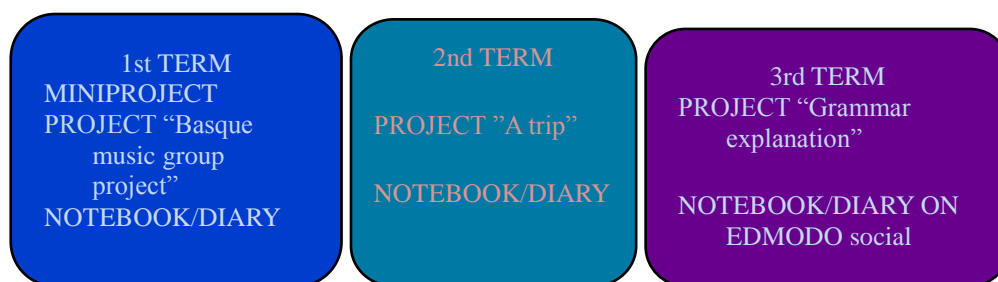 1st TERM
MINIPROJECT
PROJECT “Basque
music group
project”
NOTEBOOK/DIARY
2nd TERM
PROJECT ”A trip”
NOTEBOOK/DIARY
3rd TERM
PROJECT “Grammar
explanation”
NOTEBOOK/DIARY ON
EDMODO social